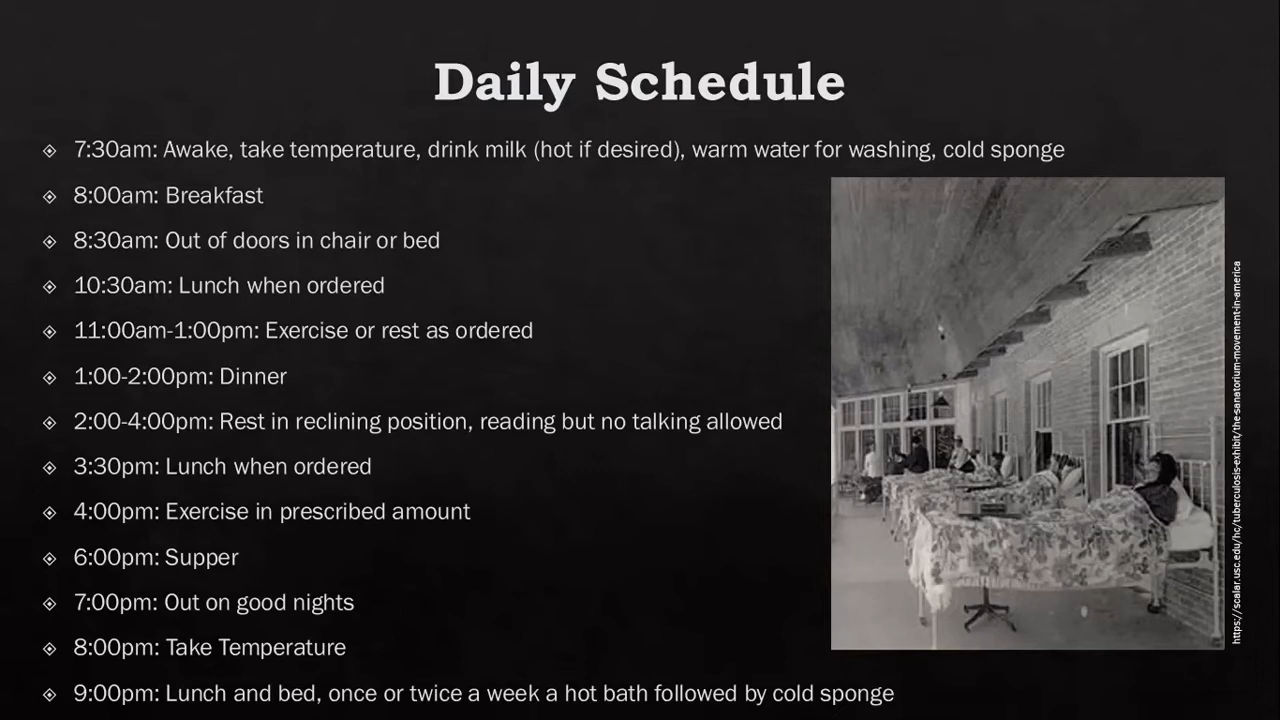 Daily Schedule
7:30am: Awake, take temperature, drink milk (hot if desired), warm water for washing, cold sponge
8:00am: Breakfast
8:30am: Out of doors in chair or bed
10:30am: Lunch when ordered
11:00am-1:00pm: Exercise or rest as ordered
1:00-2:00pm: Dinner
2:00-4:00pm: Rest in reclining position, reading but no talking allowed
3:30pm: Lunch when ordered
4:00pm: Exercise in prescribed amount
6:00pm: Supper
7:00pm: Out on good nights
8:00pm: Take Temperature
9:00pm: Lunch and bed, once or twice a week a hot bath followed by cold sponge
https://scalar.usc.edu/hc/tuberculosis-exhibit/the-sanatorium-movement-in-america